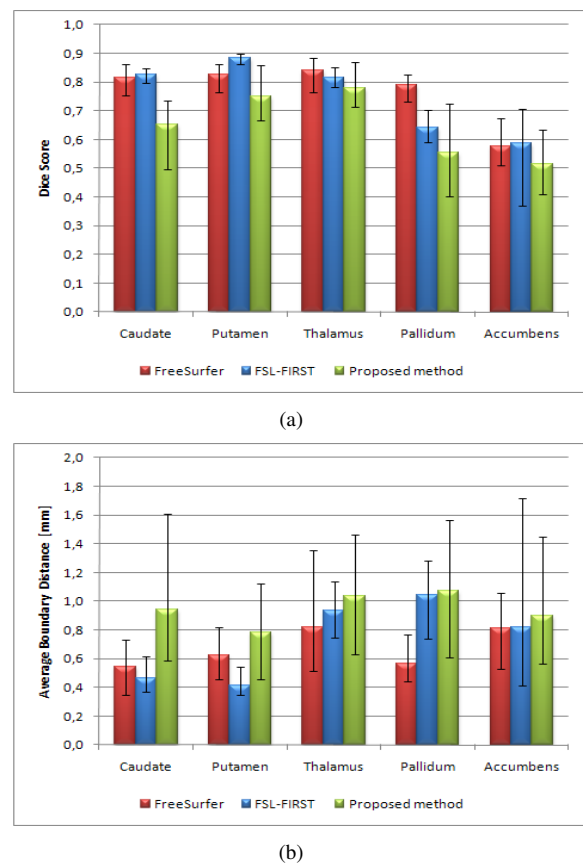 1,0
0,9
0,8
0,7
0,6
0,5
0,4
0,3
0,2
0,1
0,0
Dice Score
Caudate Putamen Thalamus Pallidum Accumbens
FreeSurfer FSL-FIRST Proposed method
(a)
2,0
1,8
1,6
1,4
1,2
1,0
0,8
0,6
0,4
0,2
0,0
Average Boundary Distance [mm]
Caudate Putamen Thalamus Pallidum Accumbens
FreeSurfer FSL-FIRST Proposed method
(b)